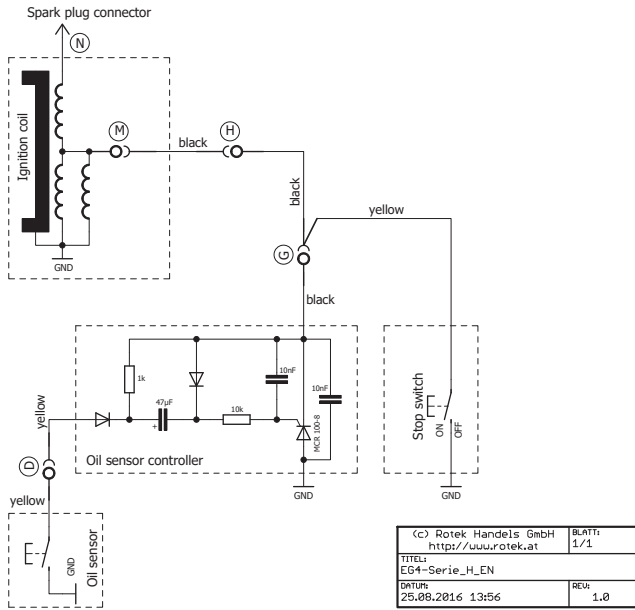 Spark plug connector
N
Ignition coil
M
black
H
black
yellow
GND
G
black
1k
10nF
10nF
47µF
+
10k
MCR 100-8
Oil sensor controller
GND
Stop switch
ON
OFF
GND
yellow
D
yellow
GND
Oil sensor
(c) Rotek Handels GmbH
http://www.rotek.at
BLATT:
1/1
TITEL:
EG4-Serie_H_EN
DATUM:
25.08.2016 13:56
REV:
1.0